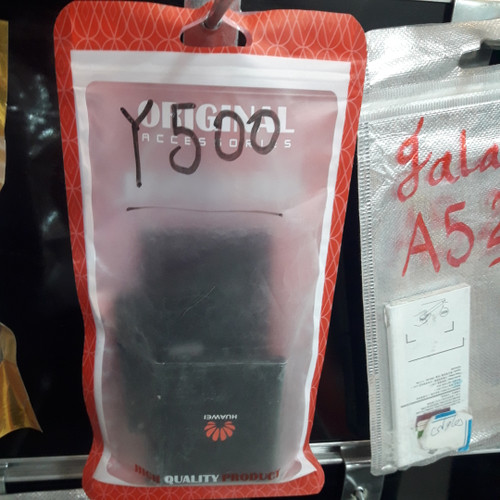 ORIGINAL
ACCESSORIES
Y500
HUAWEI
HIGH QUALITY PRODUCT
gala
A5